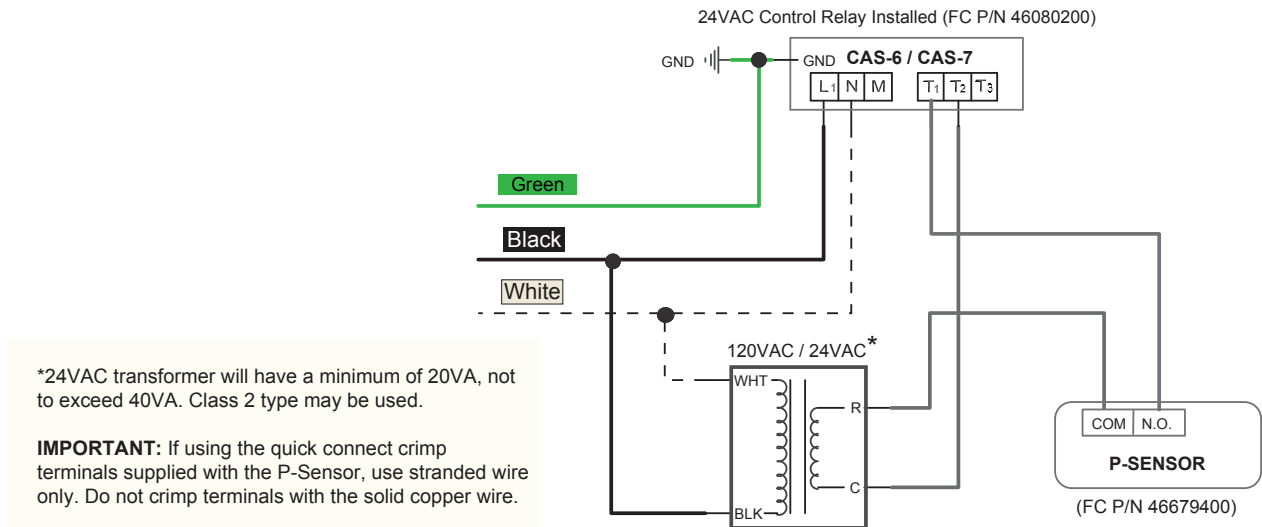 24VAC Control Relay Installed (FC P/N 46080200)
GND
GND CAS-6 / CAS-7
L1 N M T1 T2 T3
Green
Black
White
120VAC / 24VAC*
WHT
R
C
BLK
COM N.O.
P-SENSOR
(FC P/N 46679400)
*24VAC transformer will have a minimum of 20VA, not
to exceed 40VA. Class 2 type may be used.
IMPORTANT: If using the quick connect crimp
terminals supplied with the P-Sensor, use stranded wire
only. Do not crimp terminals with the solid copper wire.